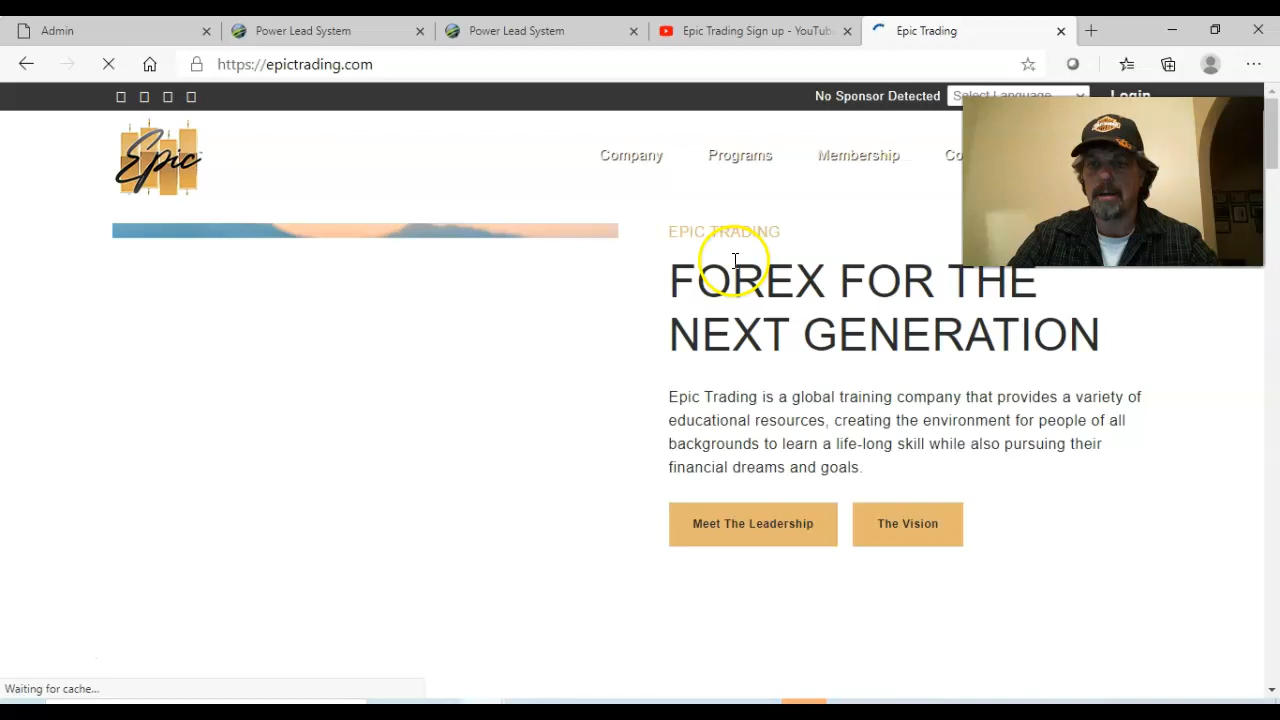 Admin
Power Lead System
Power Lead System
Epic Trading Sign up - YouTub
Epic Trading
https://epictrading.com
No Sponsor Detected
Select Language
Login
Epic
Company
Programs
Membership
Co
EPIC TRADING
FOREX FOR THE
NEXT GENERATION
Epic Trading is a global training company that provides a variety of
educational resources, creating the environment for people of all
backgrounds to learn a life-long skill while also pursuing their
financial dreams and goals.
Meet The Leadership
The Vision
Waiting for cache...